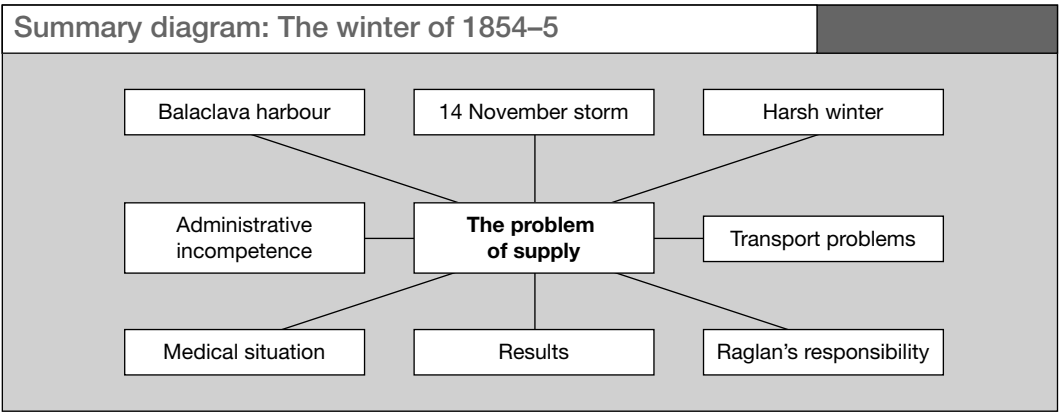 Summary diagram: The winter of 1854–5
Balaclava harbour
14 November storm
Harsh winter
Administrative
incompetence
The problem
of supply
Transport problems
Medical situation
Results
Raglan’s responsibility